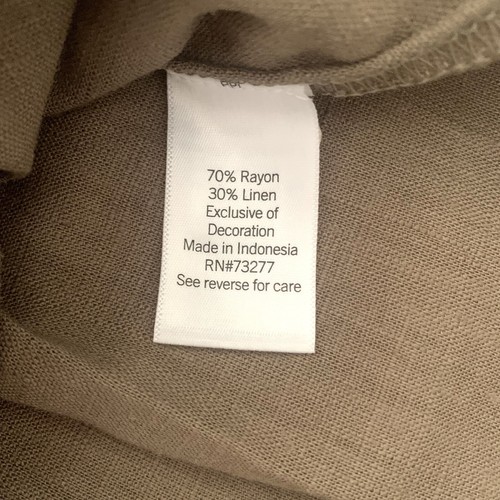 70% Rayon
30% Linen
Exclusive of
Decoration
Made in Indonesia
RN#73277
See reverse for care